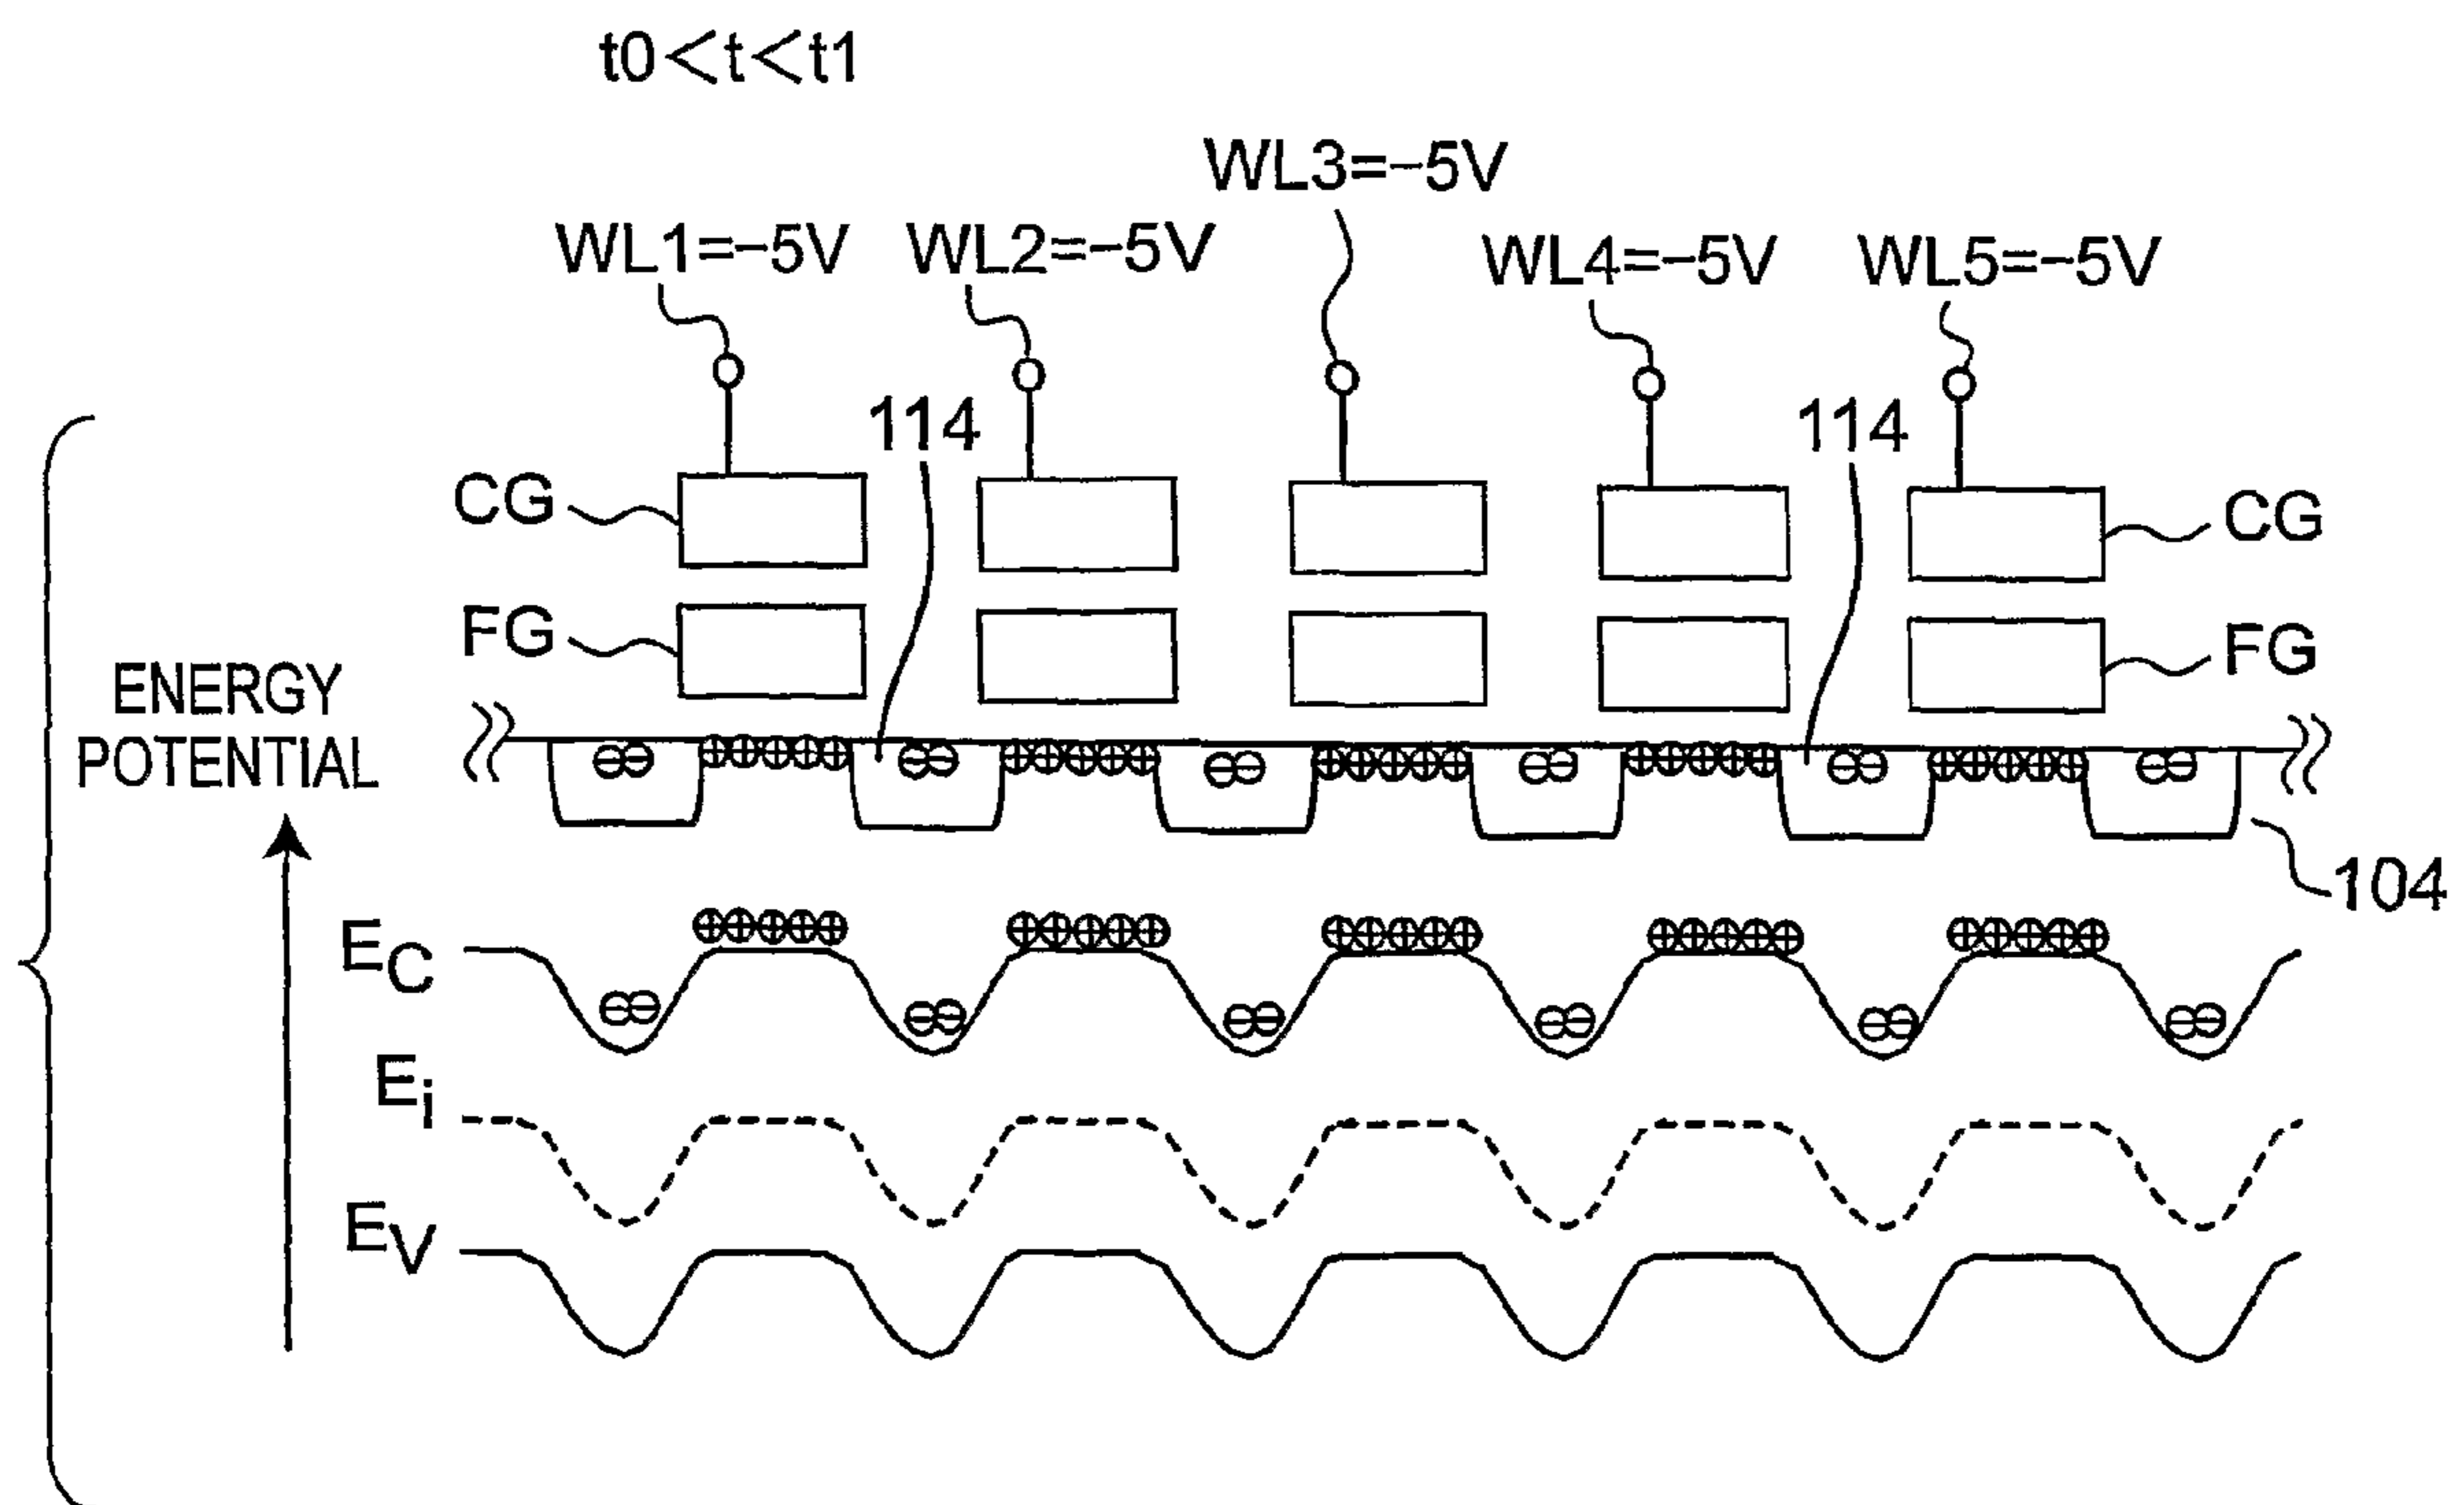 t0<t<t1
WL3=-5V
WL1=-5V WL2=-5V WL4=-5V WL5=-5V
114 114
CG CG
FG FG
ENERGY
POTENTIAL
104
EC
Ei
EV